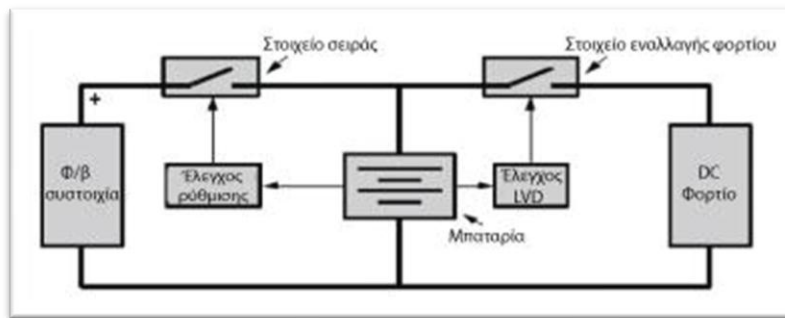 Στοιχείο σειράς
Στοιχείο εναλλαγής φορτίου
+
Φ/β
συστοιχία
Έλεγχος
ρύθμισης
Έλεγχος
LVD
DC
Φορτίο
Μπαταρία